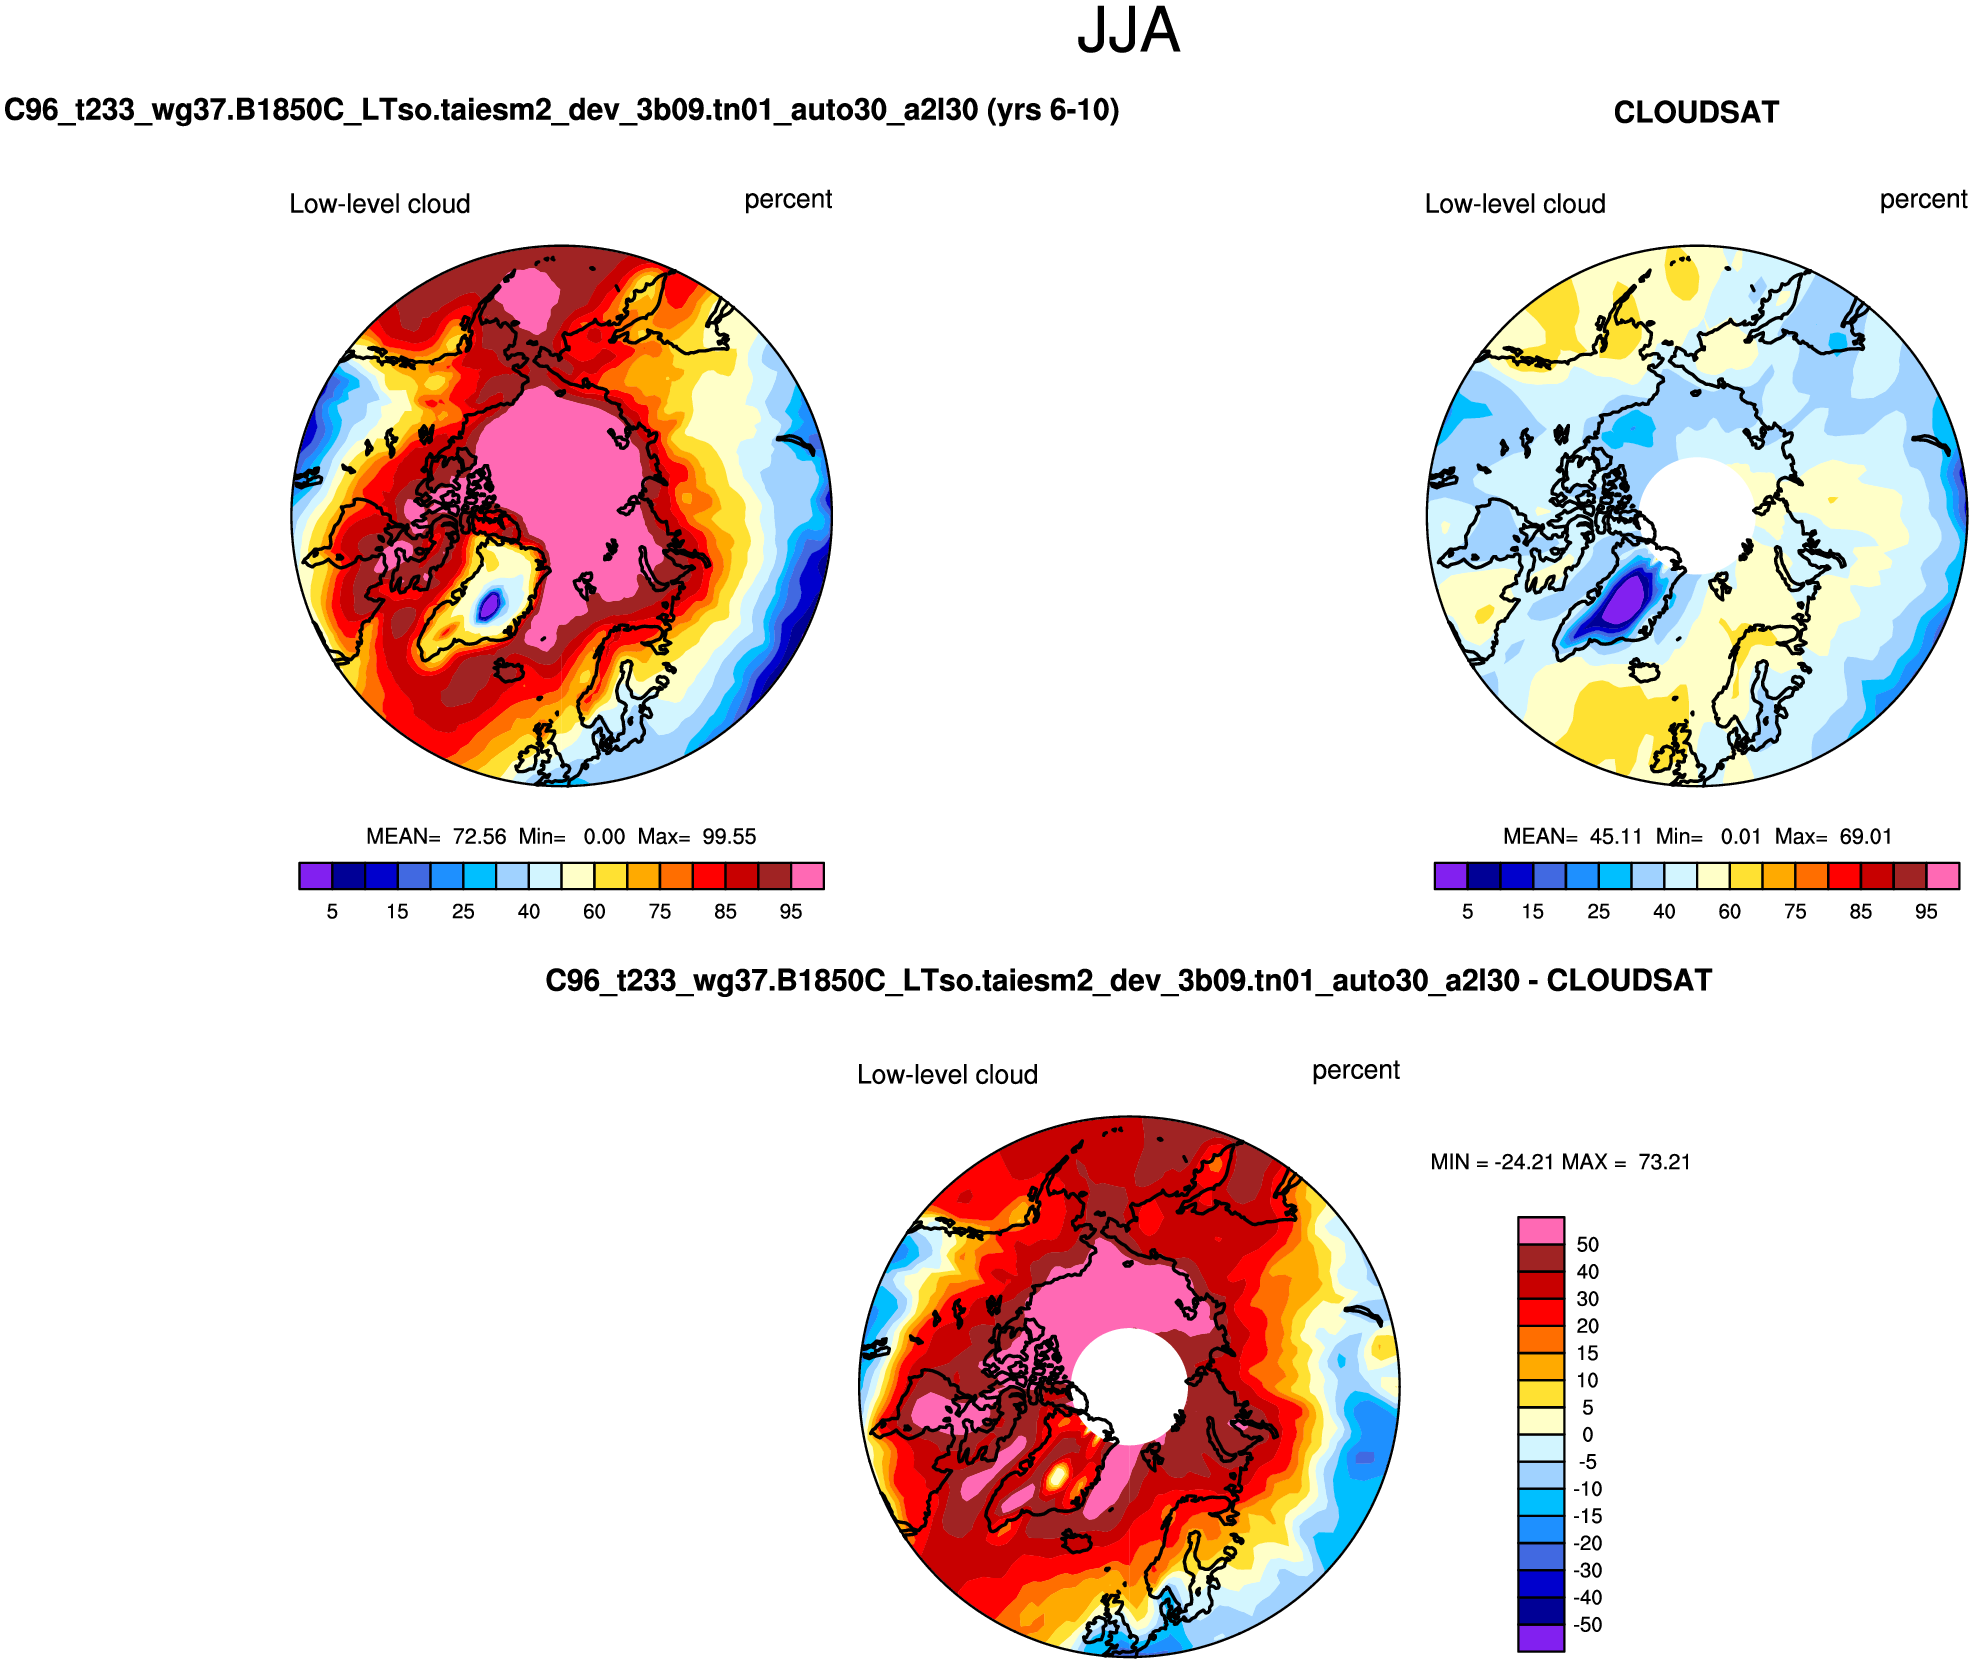 JJA
C96_t233_wg37.B1850C_LTso.taiesm2_dev_3b09.tn01_auto30_a2l30 (yrs 6-10)
CLOUDSAT
Low-level cloud percent
Low-level cloud percent
MEAN= 72.56 Min= 0.00 Max= 99.55
MEAN= 45.11 Min= 0.01 Max= 69.01
5 15 25 40 60 75 85 95
5 15 25 40 60 75 85 95
C96_t233_wg37.B1850C_LTso.taiesm2_dev_3b09.tn01_auto30_a2l30 - CLOUDSAT
Low-level cloud percent
MIN = -24.21 MAX = 73.21
50
40
30
20
15
10
5
0
-5
-10
-15
-20
-30
-40
-50